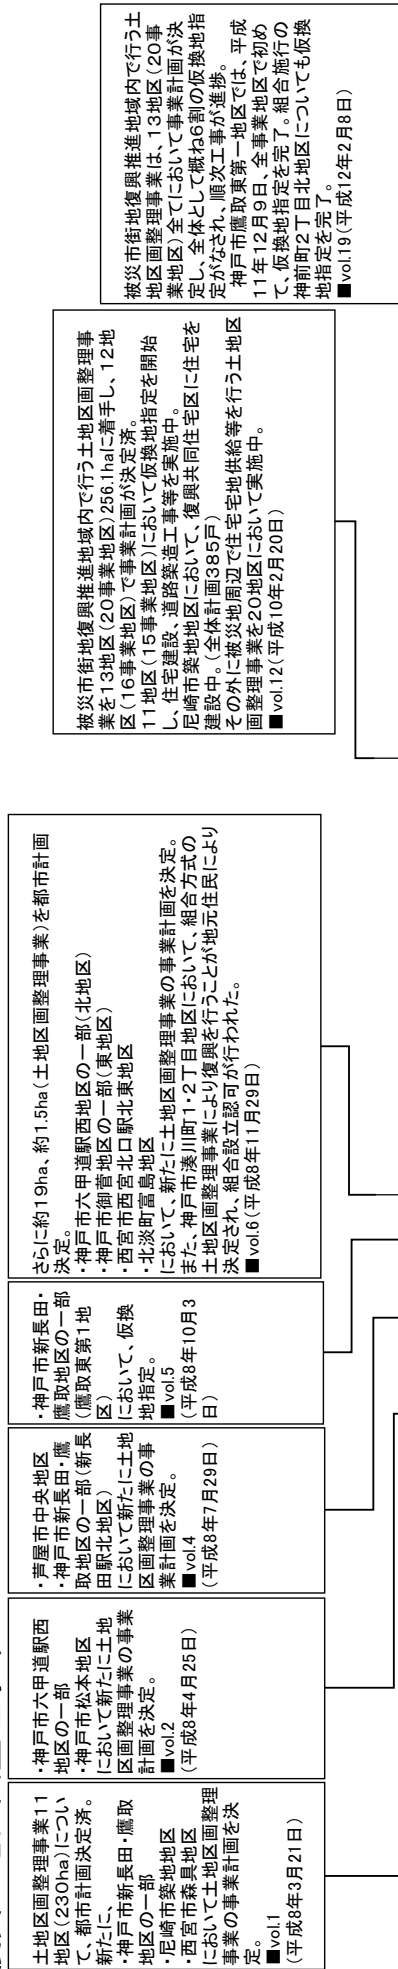 土地区画整理事業11
地区（230ha）につい
て、都市計画決定済。
新たに、
・神戸市新長田・鷹取
地区の一部
・尼崎市築地地区
・西宮市森具地区
において土地区画整理
事業の事業計画を決
定。
■vol.1
（平成8年3月21日）
・神戸市六甲道駅西
地区の一部
・神戸市松本地区
において新たに土地
区画整理事業の事業
計画を決定。
■vol.2
（平成8年4月25日）
・芦屋市中央地区
・神戸市新長田・鷹
取地区の一部（新長
田駅北地区）
において新たに土地
区画整理事業の事
業計画を決定。
■vol.4
（平成8年7月29日）
・神戸市新長田・
鷹取地区の一部
（鷹取東第1地
区）
において、仮換
地指定。
■vol.5
（平成8年10月3
日）
さらに約19ha、約1.5ha（土地区画整理事業）を都市計画
決定。
・神戸市六甲道駅西地区の一部（北地区）
・神戸市御菅地区の一部（東地区）
・西宮市西宮北口駅北東地区
・北淡町富島地区
において、新たに土地区画整理事業の事業計画を決定。
また、神戸市湊川町1・2丁目地区において、組合方式の
土地区画整理事業により復興を行うことが地元住民により
決定され、組合設立認可が行われた。
■vol.6（平成8年11月29日）
被災市街地復興推進地域内で行う土地区画整理事
業を13地区（20事業地区）256.1haに着手し、12地
区（16事業地区）で事業計画が決定済。
11地区（15事業地区）において仮換地指定を開始
し、住宅建設、道路築造工事等を実施中。
尼崎市築地地区において、復興共同住宅区に住宅を
建設中。（全体計画385戸）
その外に被災地周辺で住宅宅地供給等を行う土地区
画整理事業を20地区において実施中。
■vol.12（平成10年2月20日）
被災市街地復興推進地域内で行う土
地区画整理事業は、13地区（20事
業地区）全てにおいて事業計画が決
定し、全体として概ね6割の仮換地指
定がなされ、順次工事が進捗。
神戸市鷹取東第一地区では、平成
11年12月9日、全事業地区で初め
て、仮換地指定を完了。組合施行の
神前町2丁目北地区についても仮換
地指定を完了。
■vol.19（平成12年2月8日）